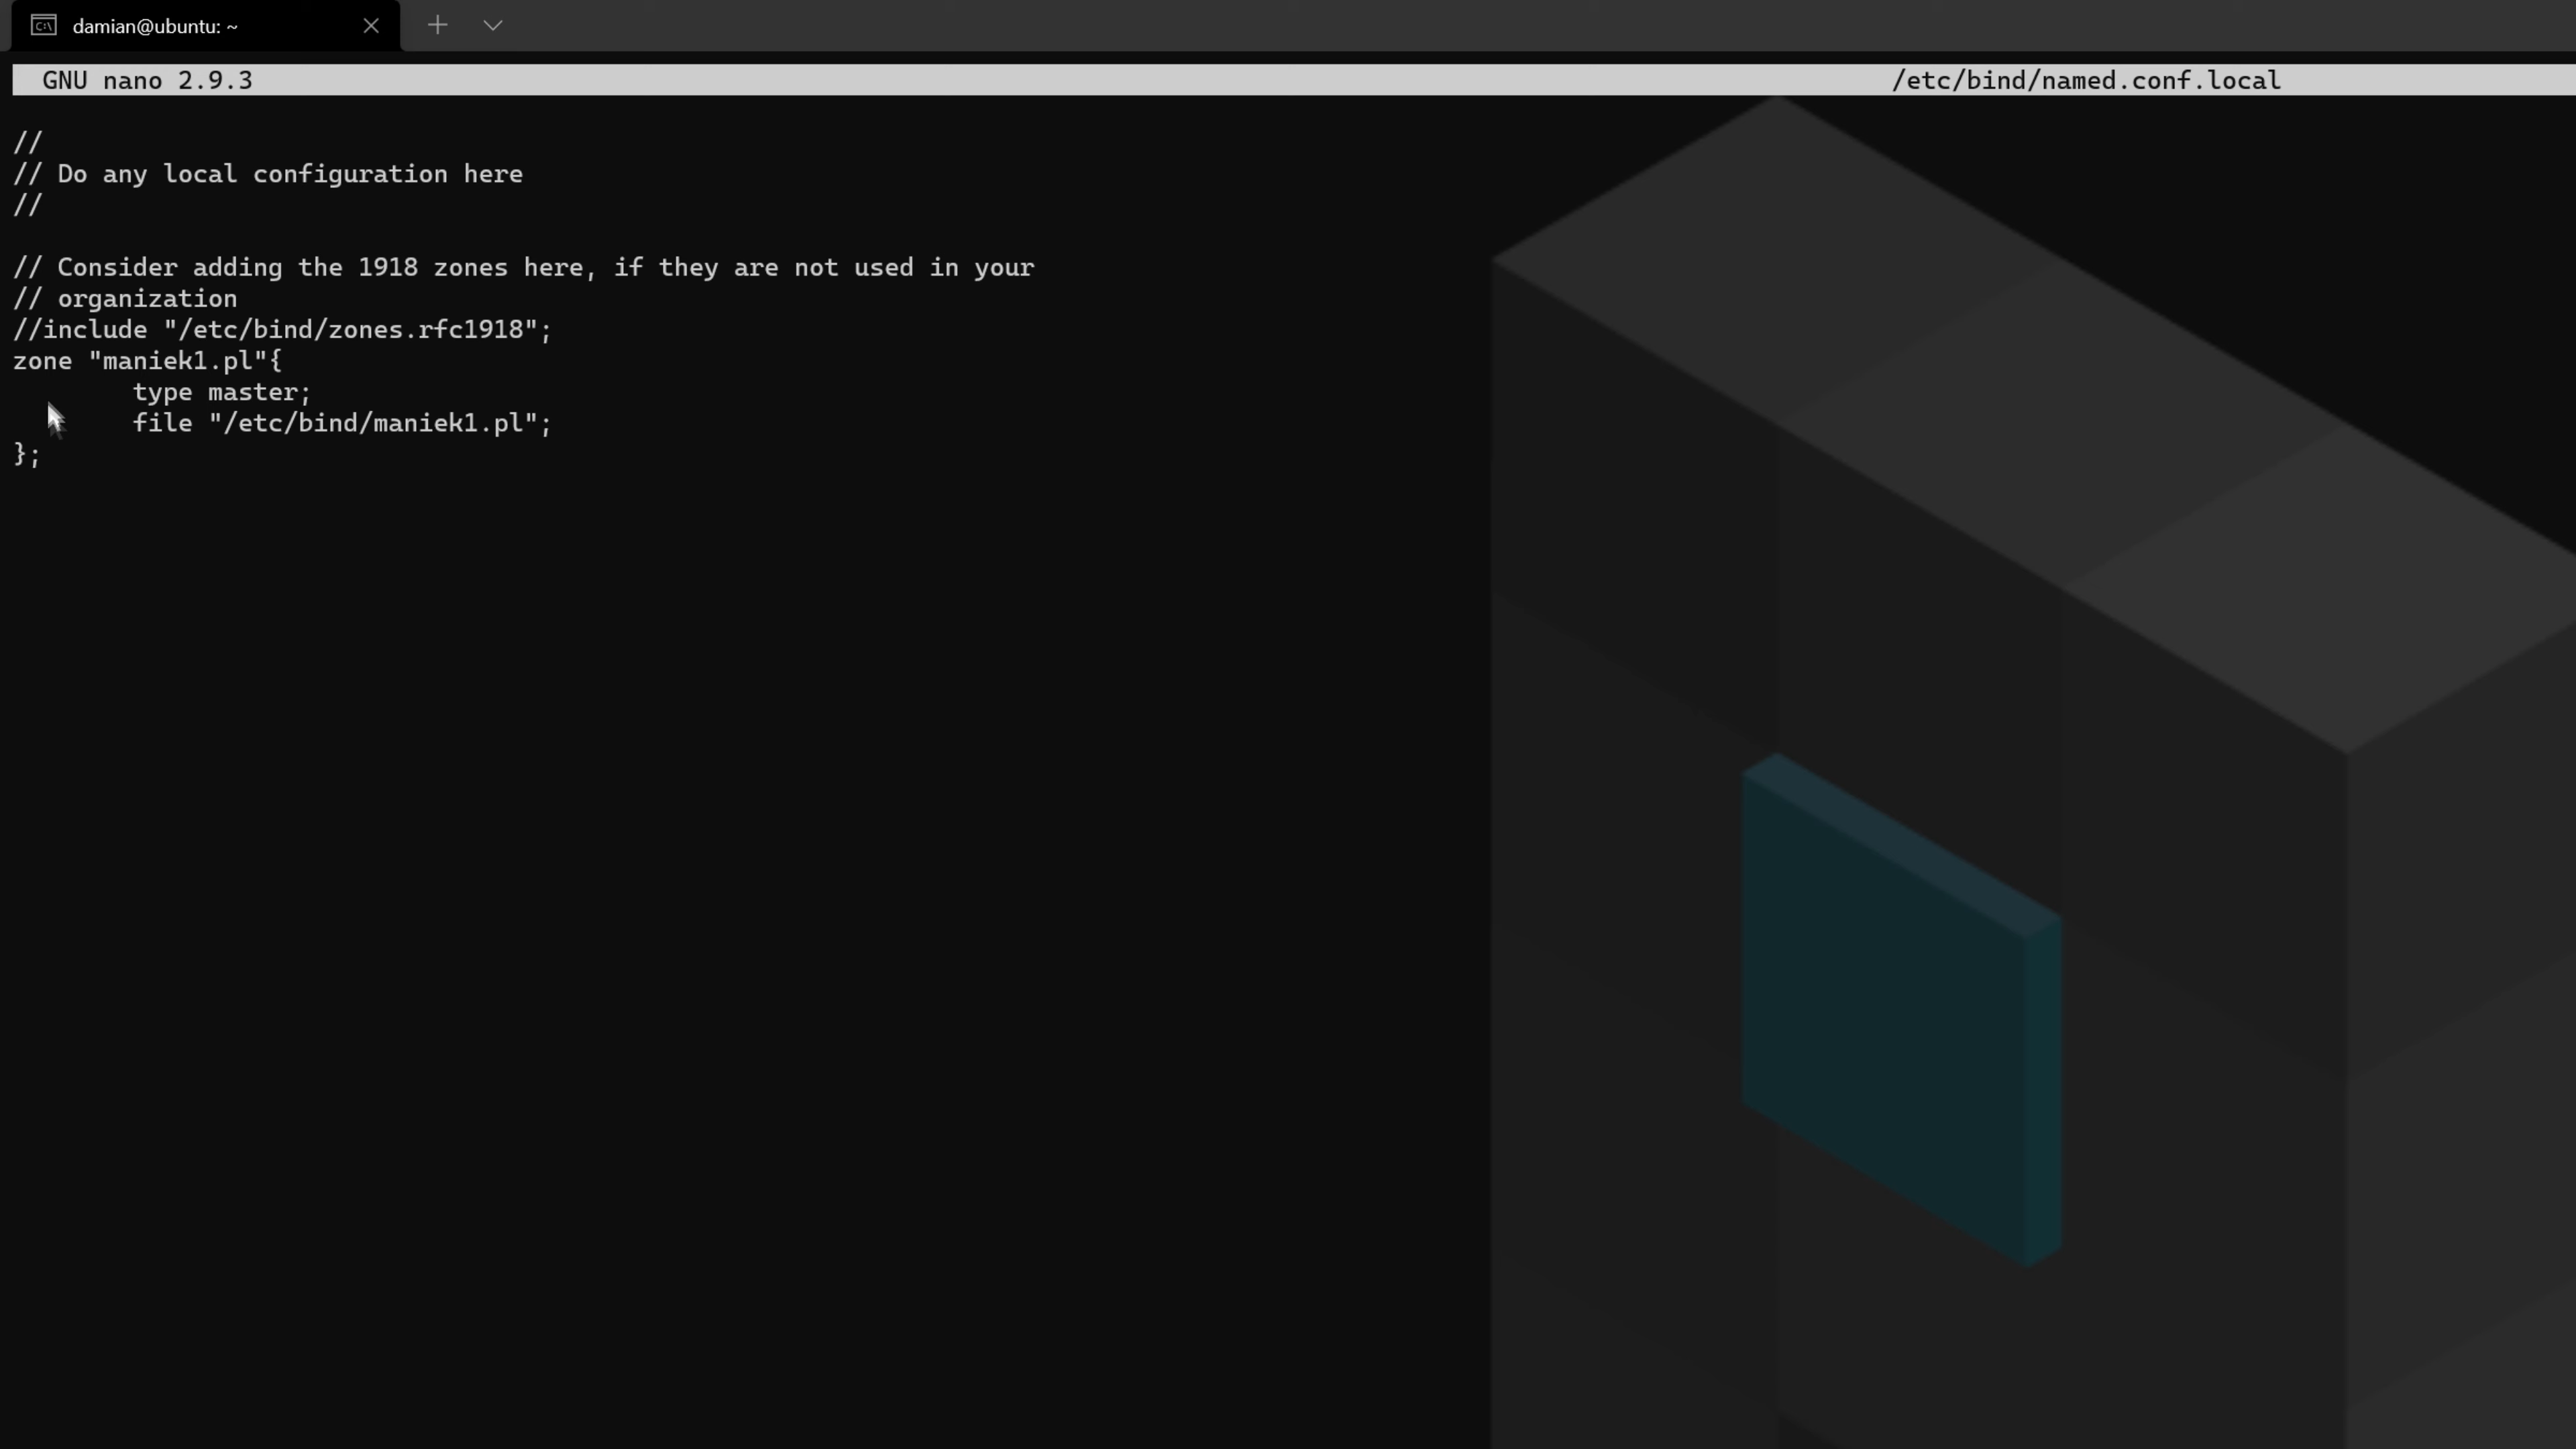 damian@ubuntu: ~
GNU nano 2.9.3 /etc/bind/named.conf.local
//
// Do any local configuration here
//
// Consider adding the 1918 zones here, if they are not used in your
// organization
//include "/etc/bind/zones.rfc1918";
zone "maniek1.pl"{
type master;
file "/etc/bind/maniek1.pl";
};